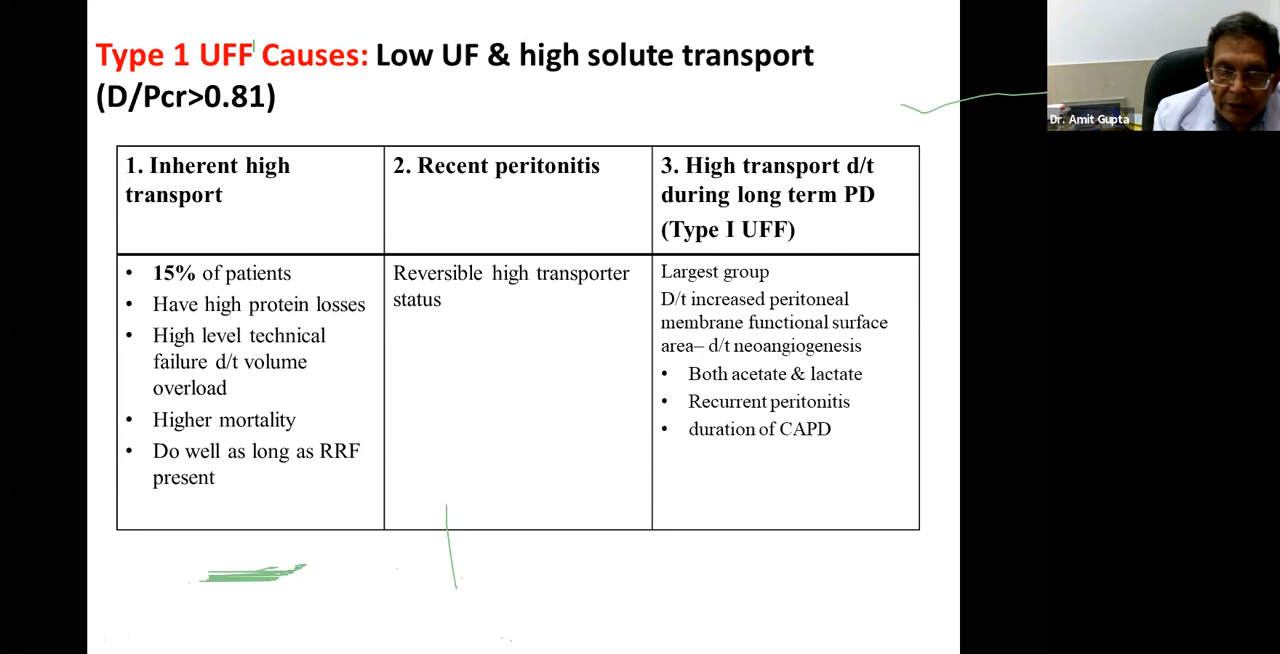 Type 1 UFF Causes: Low UF & high solute transport
(D/Pcr>0.81)
Dr. Amit Gupta
1. Inherent high
transport
2. Recent peritonitis
3. High transport d/t
during long term PD
(Type I UFF)
• 15% of patients
• Have high protein losses
• High level technical
failure d/t volume
overload
• Higher mortality
• Do well as long as RRF
present
Reversible high transporter
status
Largest group
D/t increased peritoneal
membrane functional surface
area– d/t neoangiogenesis
• Both acetate & lactate
• Recurrent peritonitis
• duration of CAPD